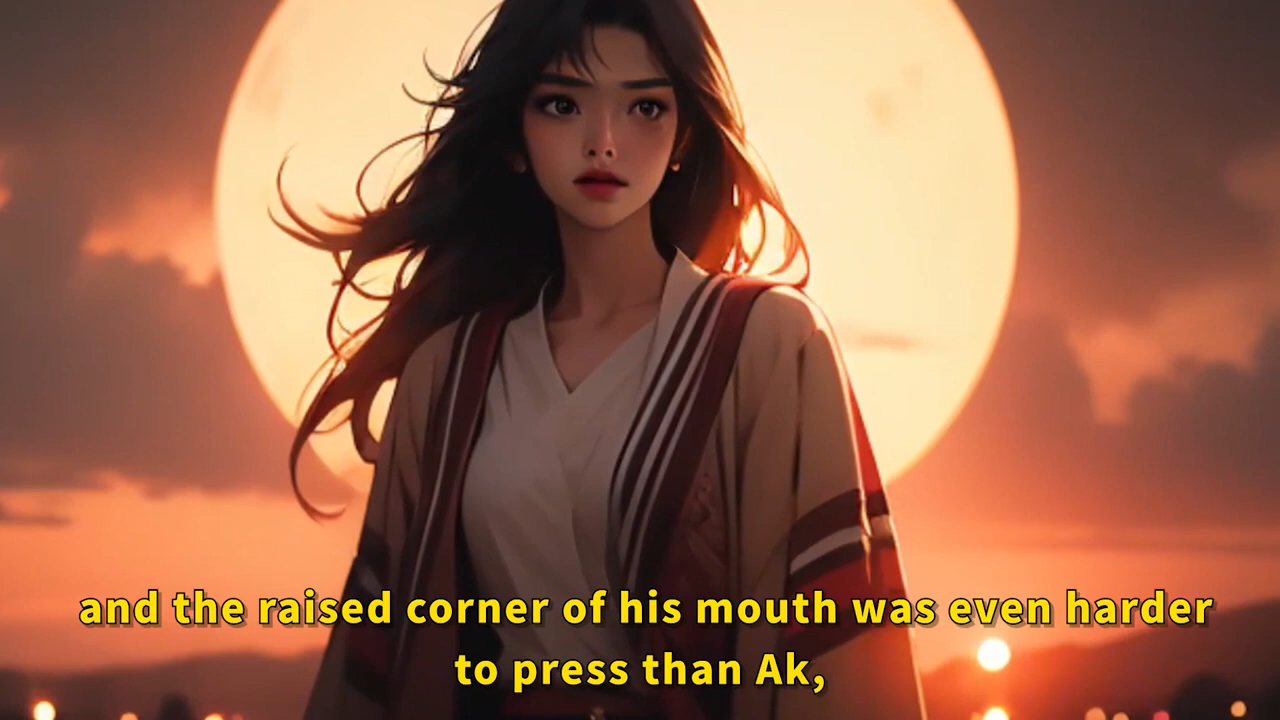 and the raised corner of his mouth was even harder
to press than Ak,